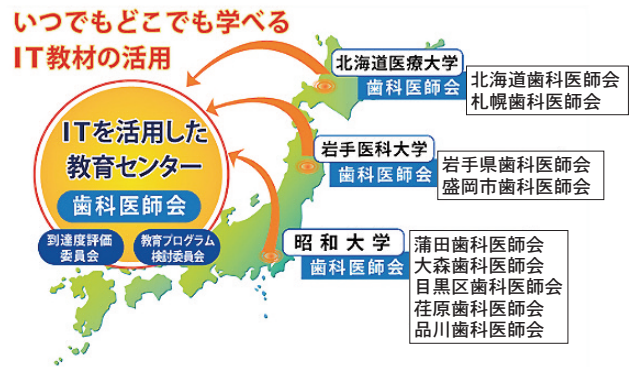 いつでもどこでも学べる
IT教材の活用
ITを活用した
教育センター
歯科医師会
到達度評価
委員会
教育プログラム
検討委員会
北海道医療大学
歯科医師会
北海道歯科医師会
札幌歯科医師会
岩手医科大学
歯科医師会
岩手県歯科医師会
盛岡市歯科医師会
昭和大学
歯科医師会
蒲田歯科医師会
大森歯科医師会
目黒区歯科医師会
荏原歯科医師会
品川歯科医師会